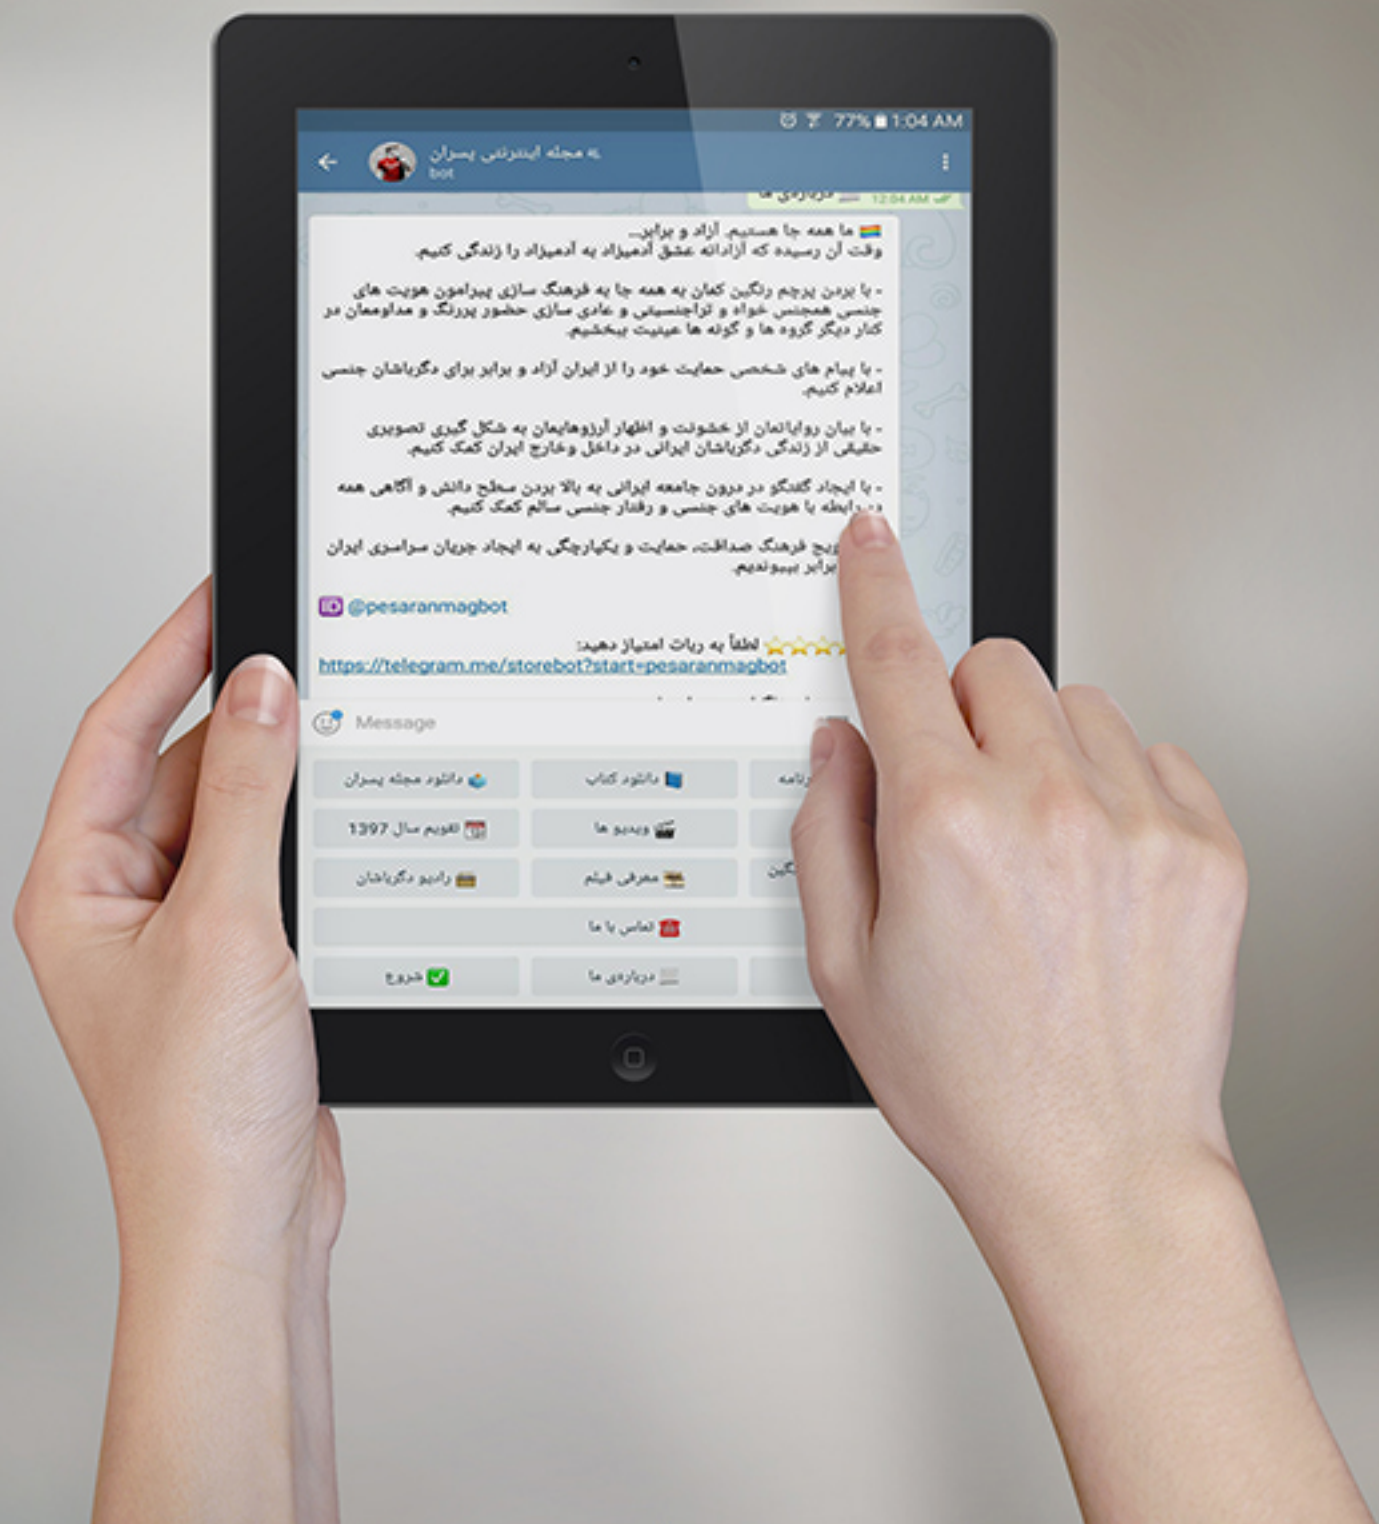 77% 1:04 AM
مجله اینترنتی پسران
bot
درباره‌ی ما 12:04 AM
ما همه جا هستیم. آزاد و برابر...
وقت آن رسیده که آزادانه عشق آدمیزاد به آدمیزاد را زندگی کنیم.
- با بردن پرچم رنگین کمان به همه جا به فرهنگ سازی پیرامون هویت های
جنسی همجنس خواه و تراجنسیتی و عادی سازی حضور پررنگ و مداوممان در
کنار دیگر گروه ها و گونه ها عینیت ببخشیم.
- با پیام های شخصی حمایت خود را از ایران آزاد و برابر برای دگرباشان جنسی
اعلام کنیم.
- با بیان روایاتمان از خشونت و اظهار آرزوهایمان به شکل گیری تصویری
حقیقی از زندگی دگرباشان ایرانی در داخل وخارج ایران کمک کنیم.
- با ایجاد گفتگو در درون جامعه ایرانی به بالا بردن سطح دانش و آگاهی همه
رابطه با هویت های جنسی و رفتار جنسی سالم کمک کنیم.
فرهنگ صداقت، حمایت و یکپارچگی به ایجاد جریان سراسری ایران
برابر بپیوندیم.
@pesaranmagbot
لطفاً به ربات امتیاز دهید:
https://telegram.me/storebot?start=pesaranmagbot
Message
دانلود کتاب دانلود مجله پسران
ویدیو ها تقویم سال 1397
معرفی فیلم رادیو دگرباشان
تماس با ما
درباره‌ی ما شروع